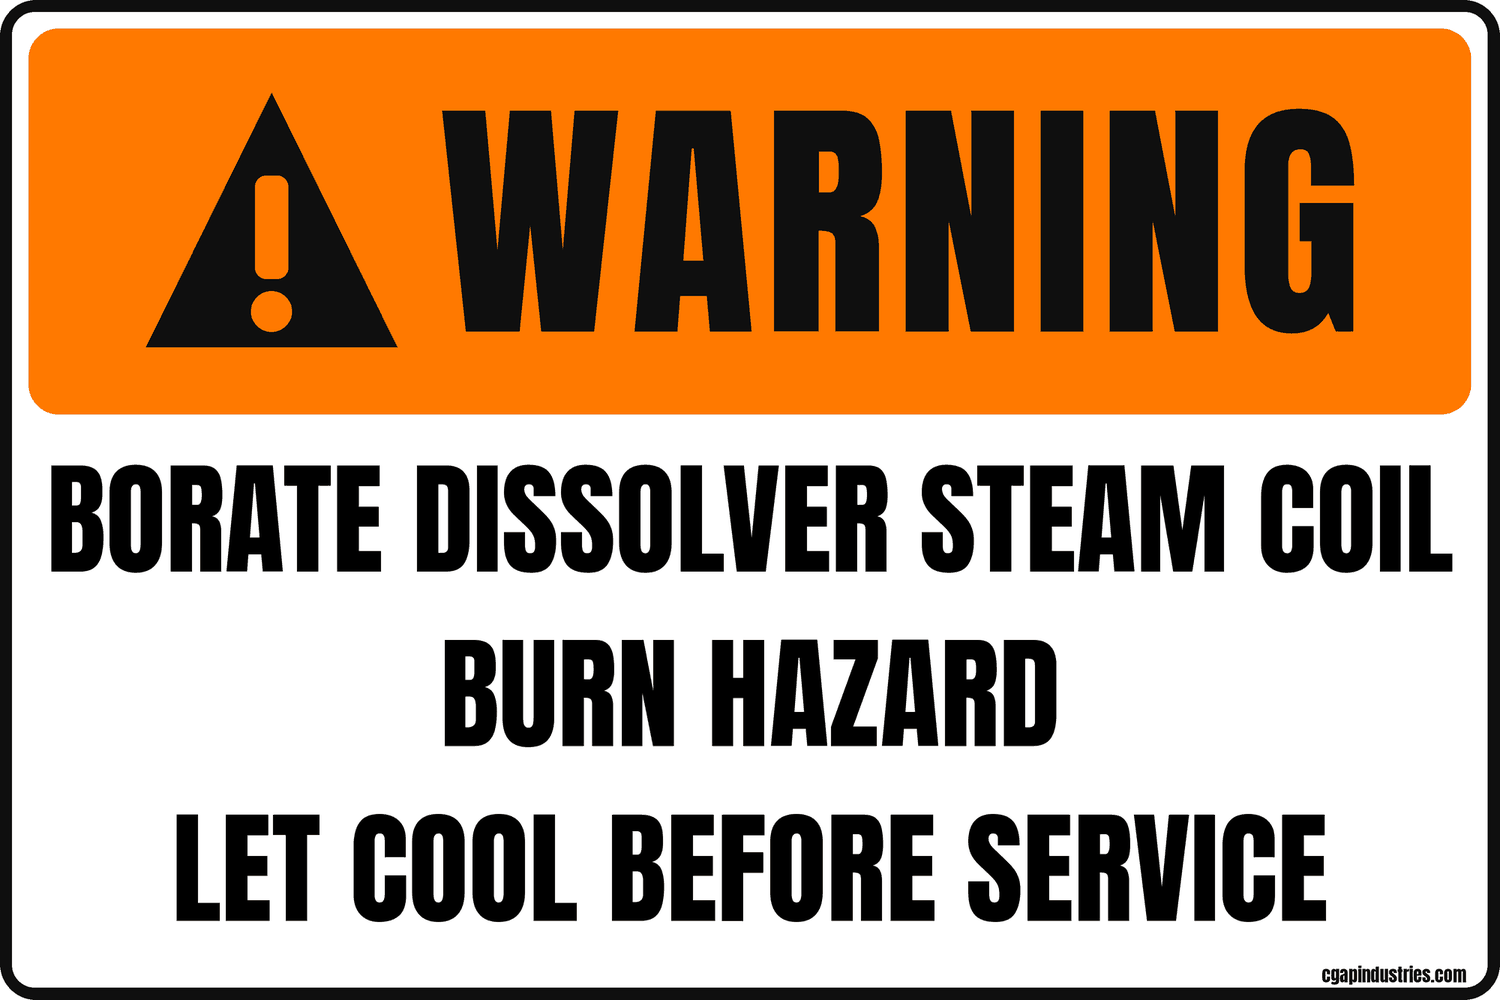 WARNING
BORATE DISSOLVER STEAM COIL
BURN HAZARD
LET COOL BEFORE SERVICE
cgapindustries.com